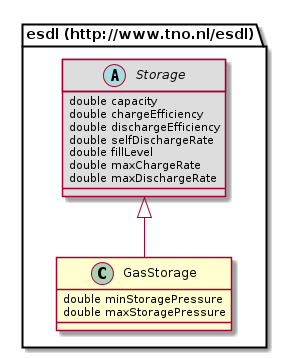 esdl (http://www.tno.nl/esdl)
A Storage
double capacity
double chargeEfficiency
double dischargeEfficiency
double selfDischargeRate
double fillLevel
double maxChargeRate
double maxDischargeRate
C GasStorage
double minStoragePressure
double maxStoragePressure